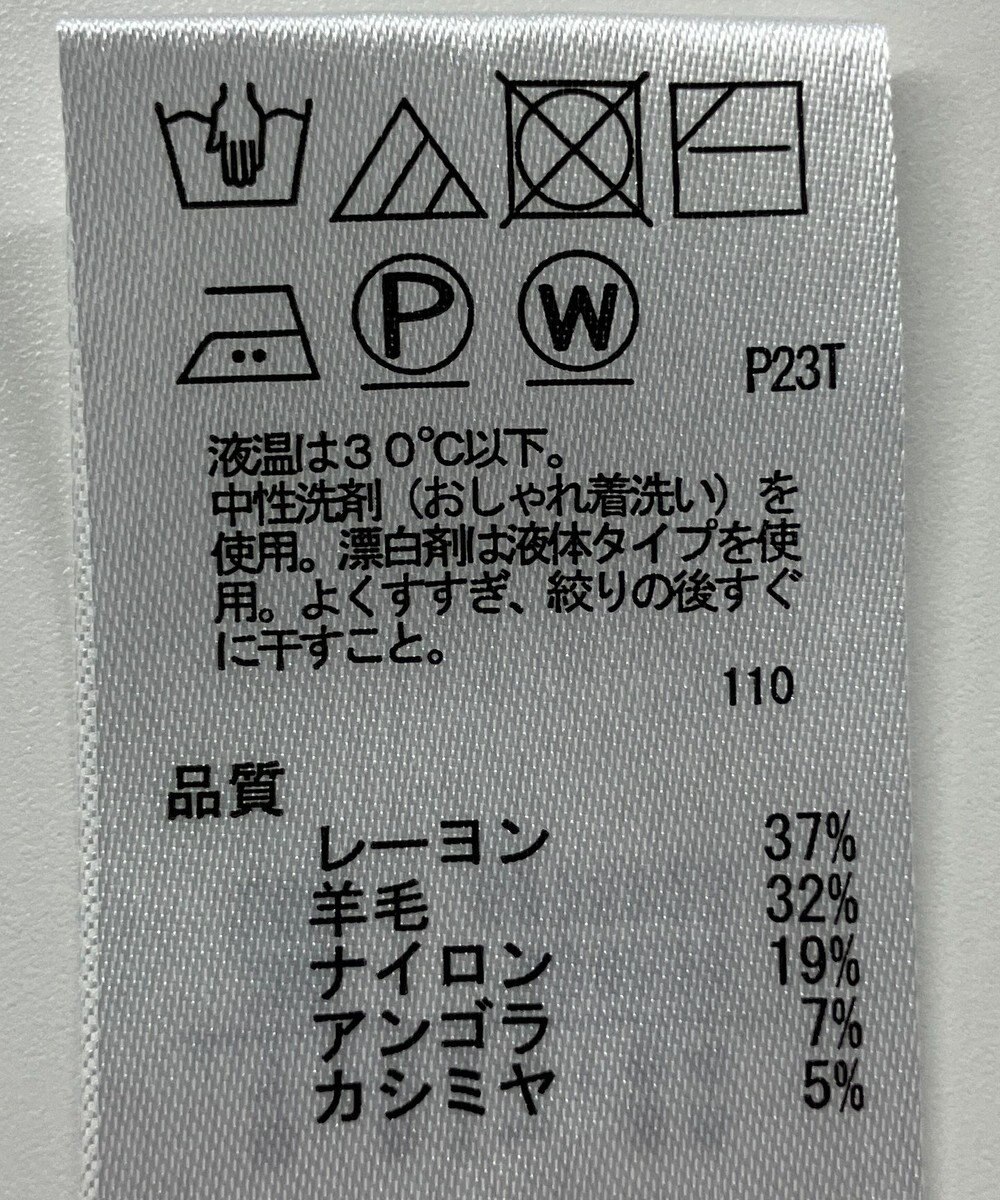 P W
P23T
液温は30℃以下。
中性洗剤（おしゃれ着洗い）を
使用。漂白剤は液体タイプを使
用。よくすすぎ、絞りの後すぐ
に干すこと。
110
品質
レーヨン 37%
羊毛 32%
ナイロン 19%
アンゴラ 7%
カシミヤ 5%